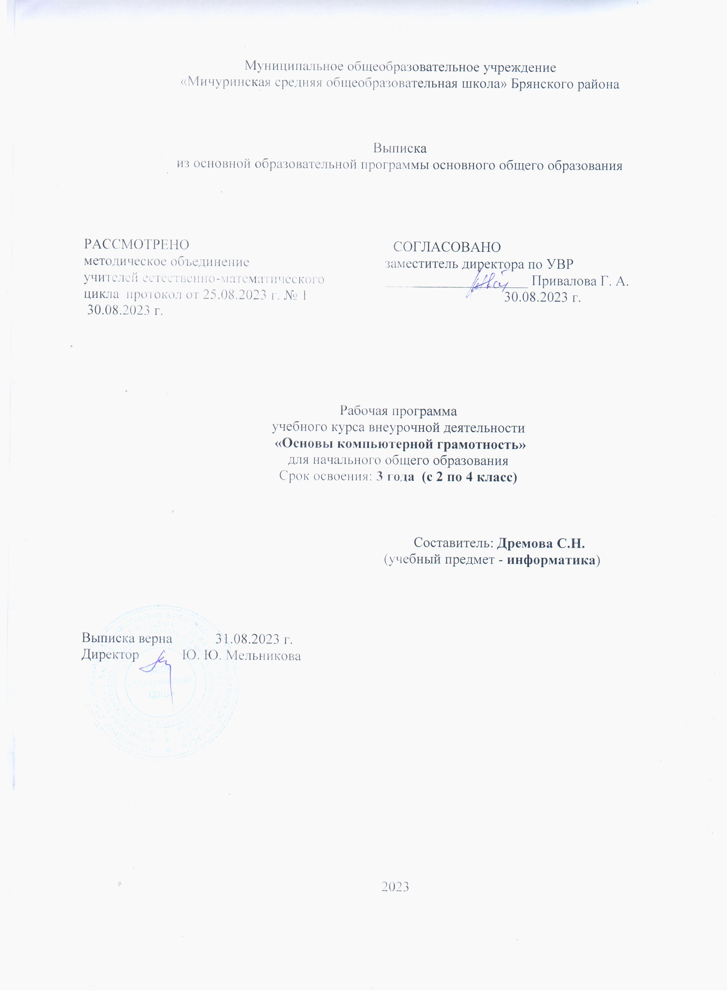 Муниципальное общеобразовательное учреждение
«Мичуринская средняя общеобразовательная школа» Брянского района
Выписка
из основной образовательной программы основного общего образования
РАССМОТРЕНО
методическое объединение
учителей естественно-математического
цикла протокол от 25.08.2023 г. № 1
30.08.2023 г.
СОГЛАСОВАНО
заместитель директора по УВР
Привалова Г. А.
30.08.2023 г.
Рабочая программа
учебного курса внеурочной деятельности
«Основы компьютерной грамотность»
для начального общего образования
Срок освоения: 3 года (с 2 по 4 класс)
Составитель: Дремова С.Н.
(учебный предмет - информатика)
Выписка верна 31.08.2023 г.
Директор Ю. Ю. Мельникова
«Мичуринская
СОШ»
2023